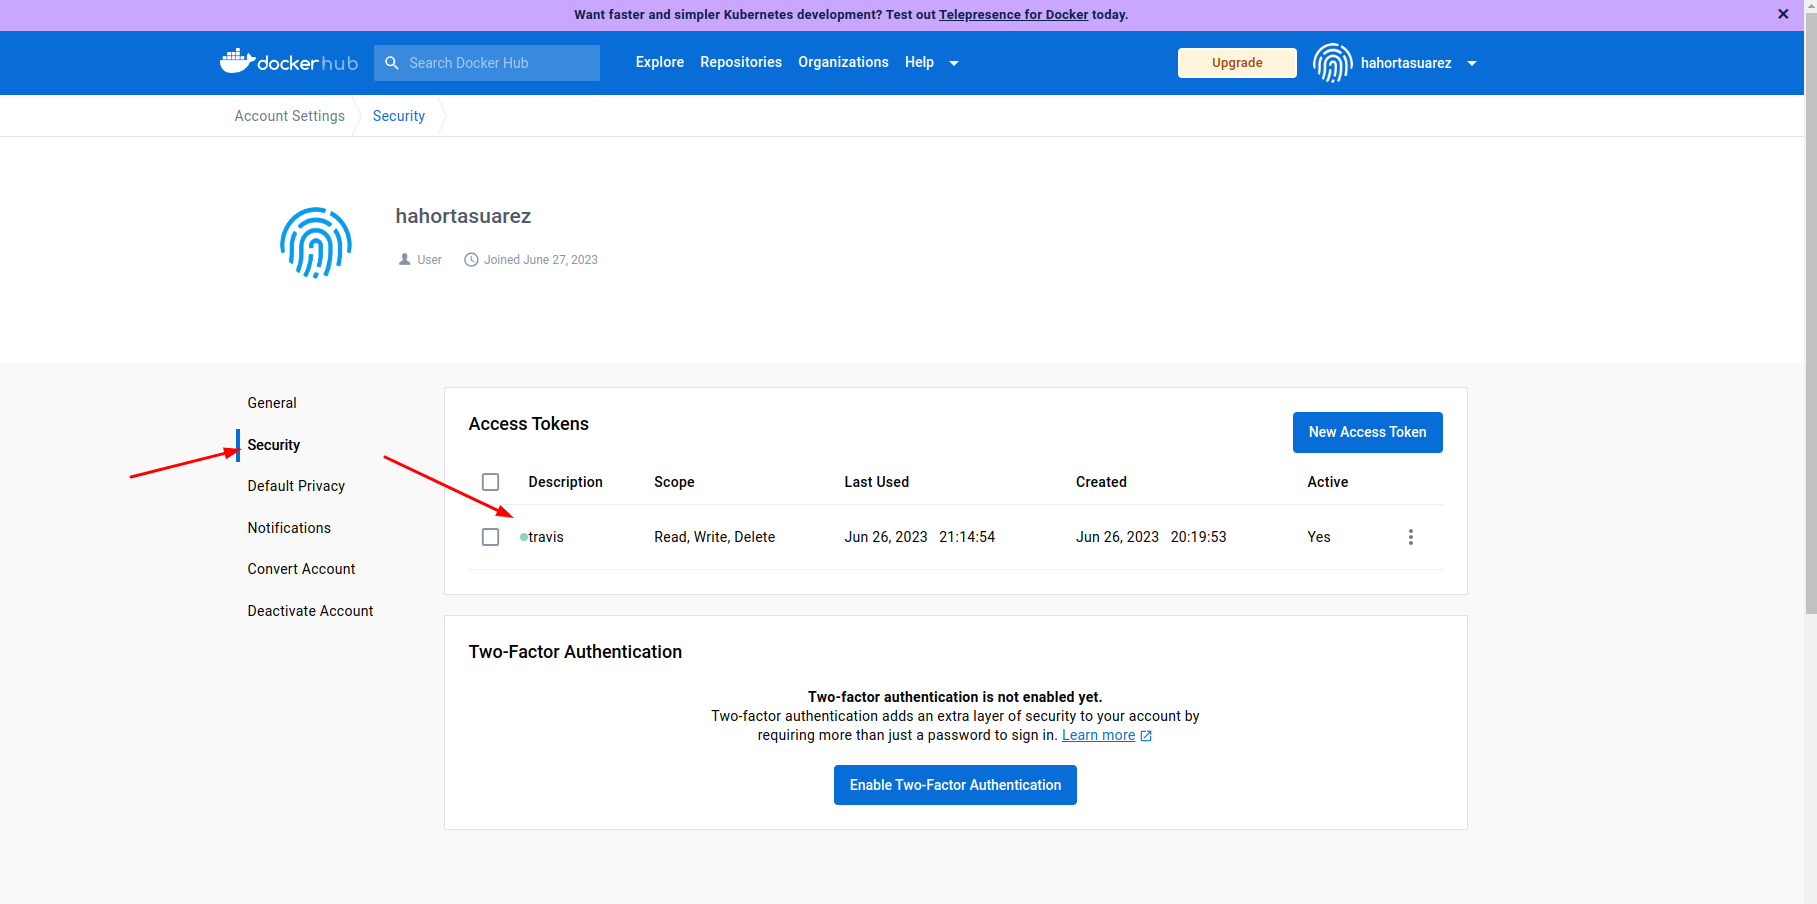 Want faster and simpler Kubernetes development? Test out Telepresence for Docker today.
docker hub
Search Docker Hub
Explore Repositories Organizations Help
Upgrade
hahortasuarez
Account Settings Security
hahortasuarez
User Joined June 27, 2023
General
Security
Default Privacy
Notifications
Convert Account
Deactivate Account
Access Tokens
New Access Token
Description Scope Last Used Created Active
travis Read, Write, Delete Jun 26, 2023 21:14:54 Jun 26, 2023 20:19:53 Yes
Two-Factor Authentication
Two-factor authentication is not enabled yet.
Two-factor authentication adds an extra layer of security to your account by
requiring more than just a password to sign in. Learn more
Enable Two-Factor Authentication